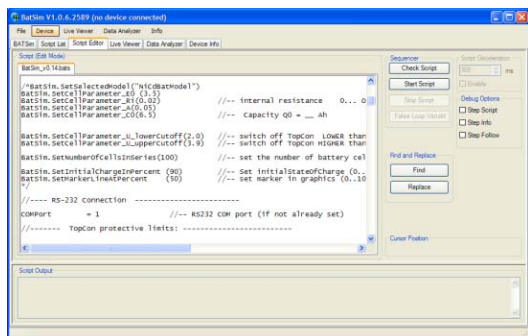 BatSim V1.0.6.2589 (no device connected)
File Device Live Viewer Data Analyzer Info
BATSim Script List Script Editor Live Viewer Data Analyzer Device Info
Script (Edit Mode)
BatSim_v0.14.bats
/*BatSim.SetSelectedModel("NiCdBatModel")
BatSim.SetCellParameter_E0 (3.5)
BatSim.SetCellParameter_Ri(0.02) //-- internal resistance 0... 0
BatSim.SetCellParameter_A(0.05)
BatSim.SetCellParameter_C0(6.5) //-- Capacity Q0 = __ Ah
BatSim.SetCellParameter_U_lowerCutoff(2.0) //-- switch off TopCon LOWER than
BatSim.SetCellParameter_U_upperCutoff(3.9) //-- switch off TopCon HIGHER than
BatSim.SetNumberOfCellsInSeries(100) //-- set the number of battery cel
BatSim.SetInitialChargeInPercent (90) //-- Set initialStateOfCharge (0..
BatSim.SetMarkerLineAtPercent (50) //-- set marker in graphics (0..10
*/
//---- RS-232 Connection -------------------------
COMPort = 1 //-- RS232 COM port (if not already set)
//------- TopCon protective limits: -------------------------
Sequencer
Check Script
Start Script
Stop Script
False Loop Variabl
Script Deceleration
ms
Enable
Debug Options
Step Script
Step Info
Step Follow
Find and Replace
Find
Replace
Cursor Position
Script Output